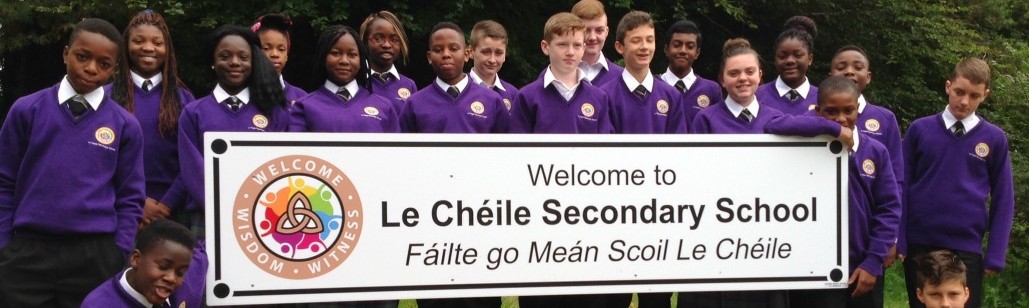 WELCOME
WISDOM
WITNESS
Welcome to
Le Chéile Secondary School
Fáilte go Meán Scoil Le Chéile